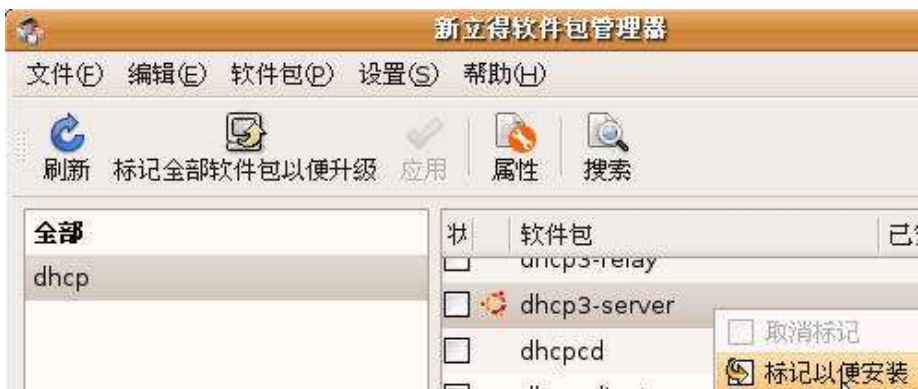 新立得软件包管理器
文件(F) 编辑(E) 软件包(P) 设置(S) 帮助(H)
刷新 标记全部软件包以便升级 应用 属性 搜索
全部
dhcp
状 软件包 已
dhcp3-relay
dhcp3-server
dhcpcd
取消标记
标记以便安装